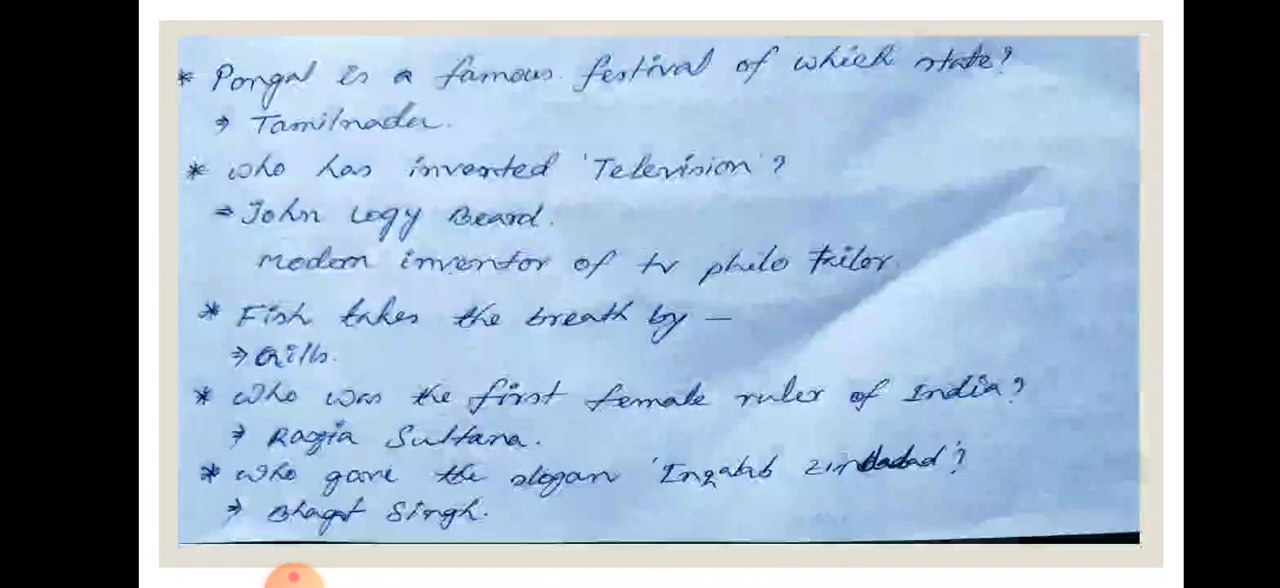 * Pongal is a famous festival of which state?
→ Tamilnadu.
* who has invented 'Television'?
→ John Logy Beard.
modern inventor of tv philo Failor.
* Fish takes the breath by —
→ Gills.
* Who was the first female ruler of India?
→ Razia Sultana.
* Who gave the slogan 'Inqalab zindabad'?
→ Bhagat Singh.